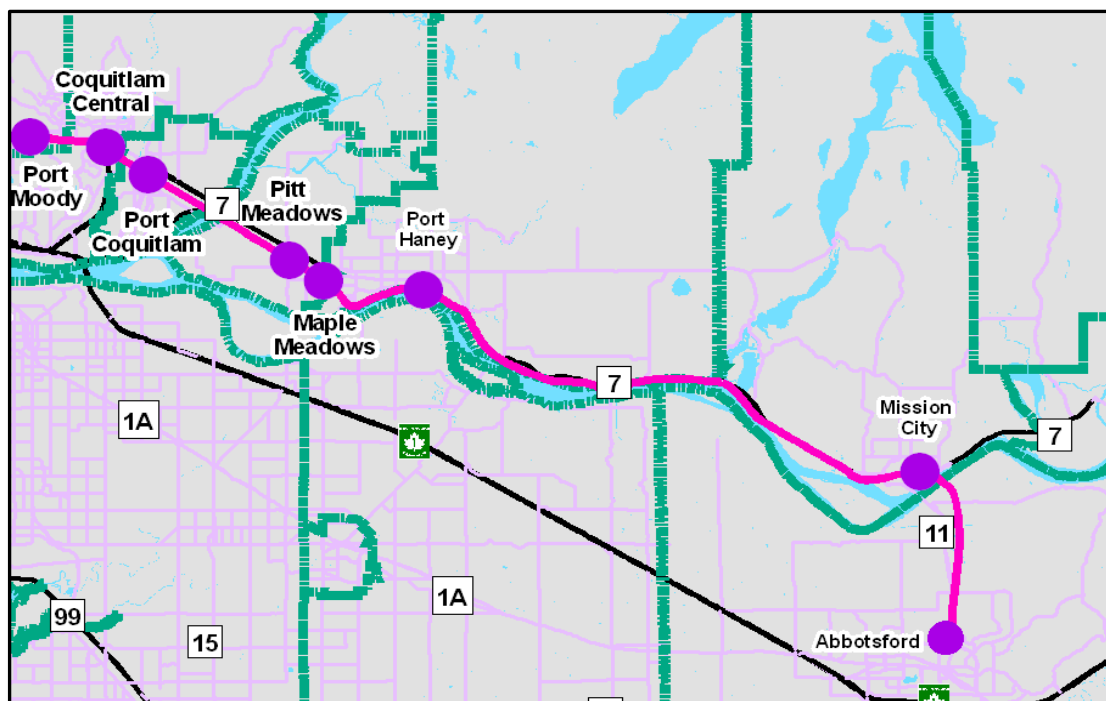 Coquitlam
Central
Port
Moody
7
Pitt
Meadows
Port
Coquitlam
Port
Haney
Maple
Meadows
7
1A
1
Mission
City
7
11
1A
99
15
Abbotsford